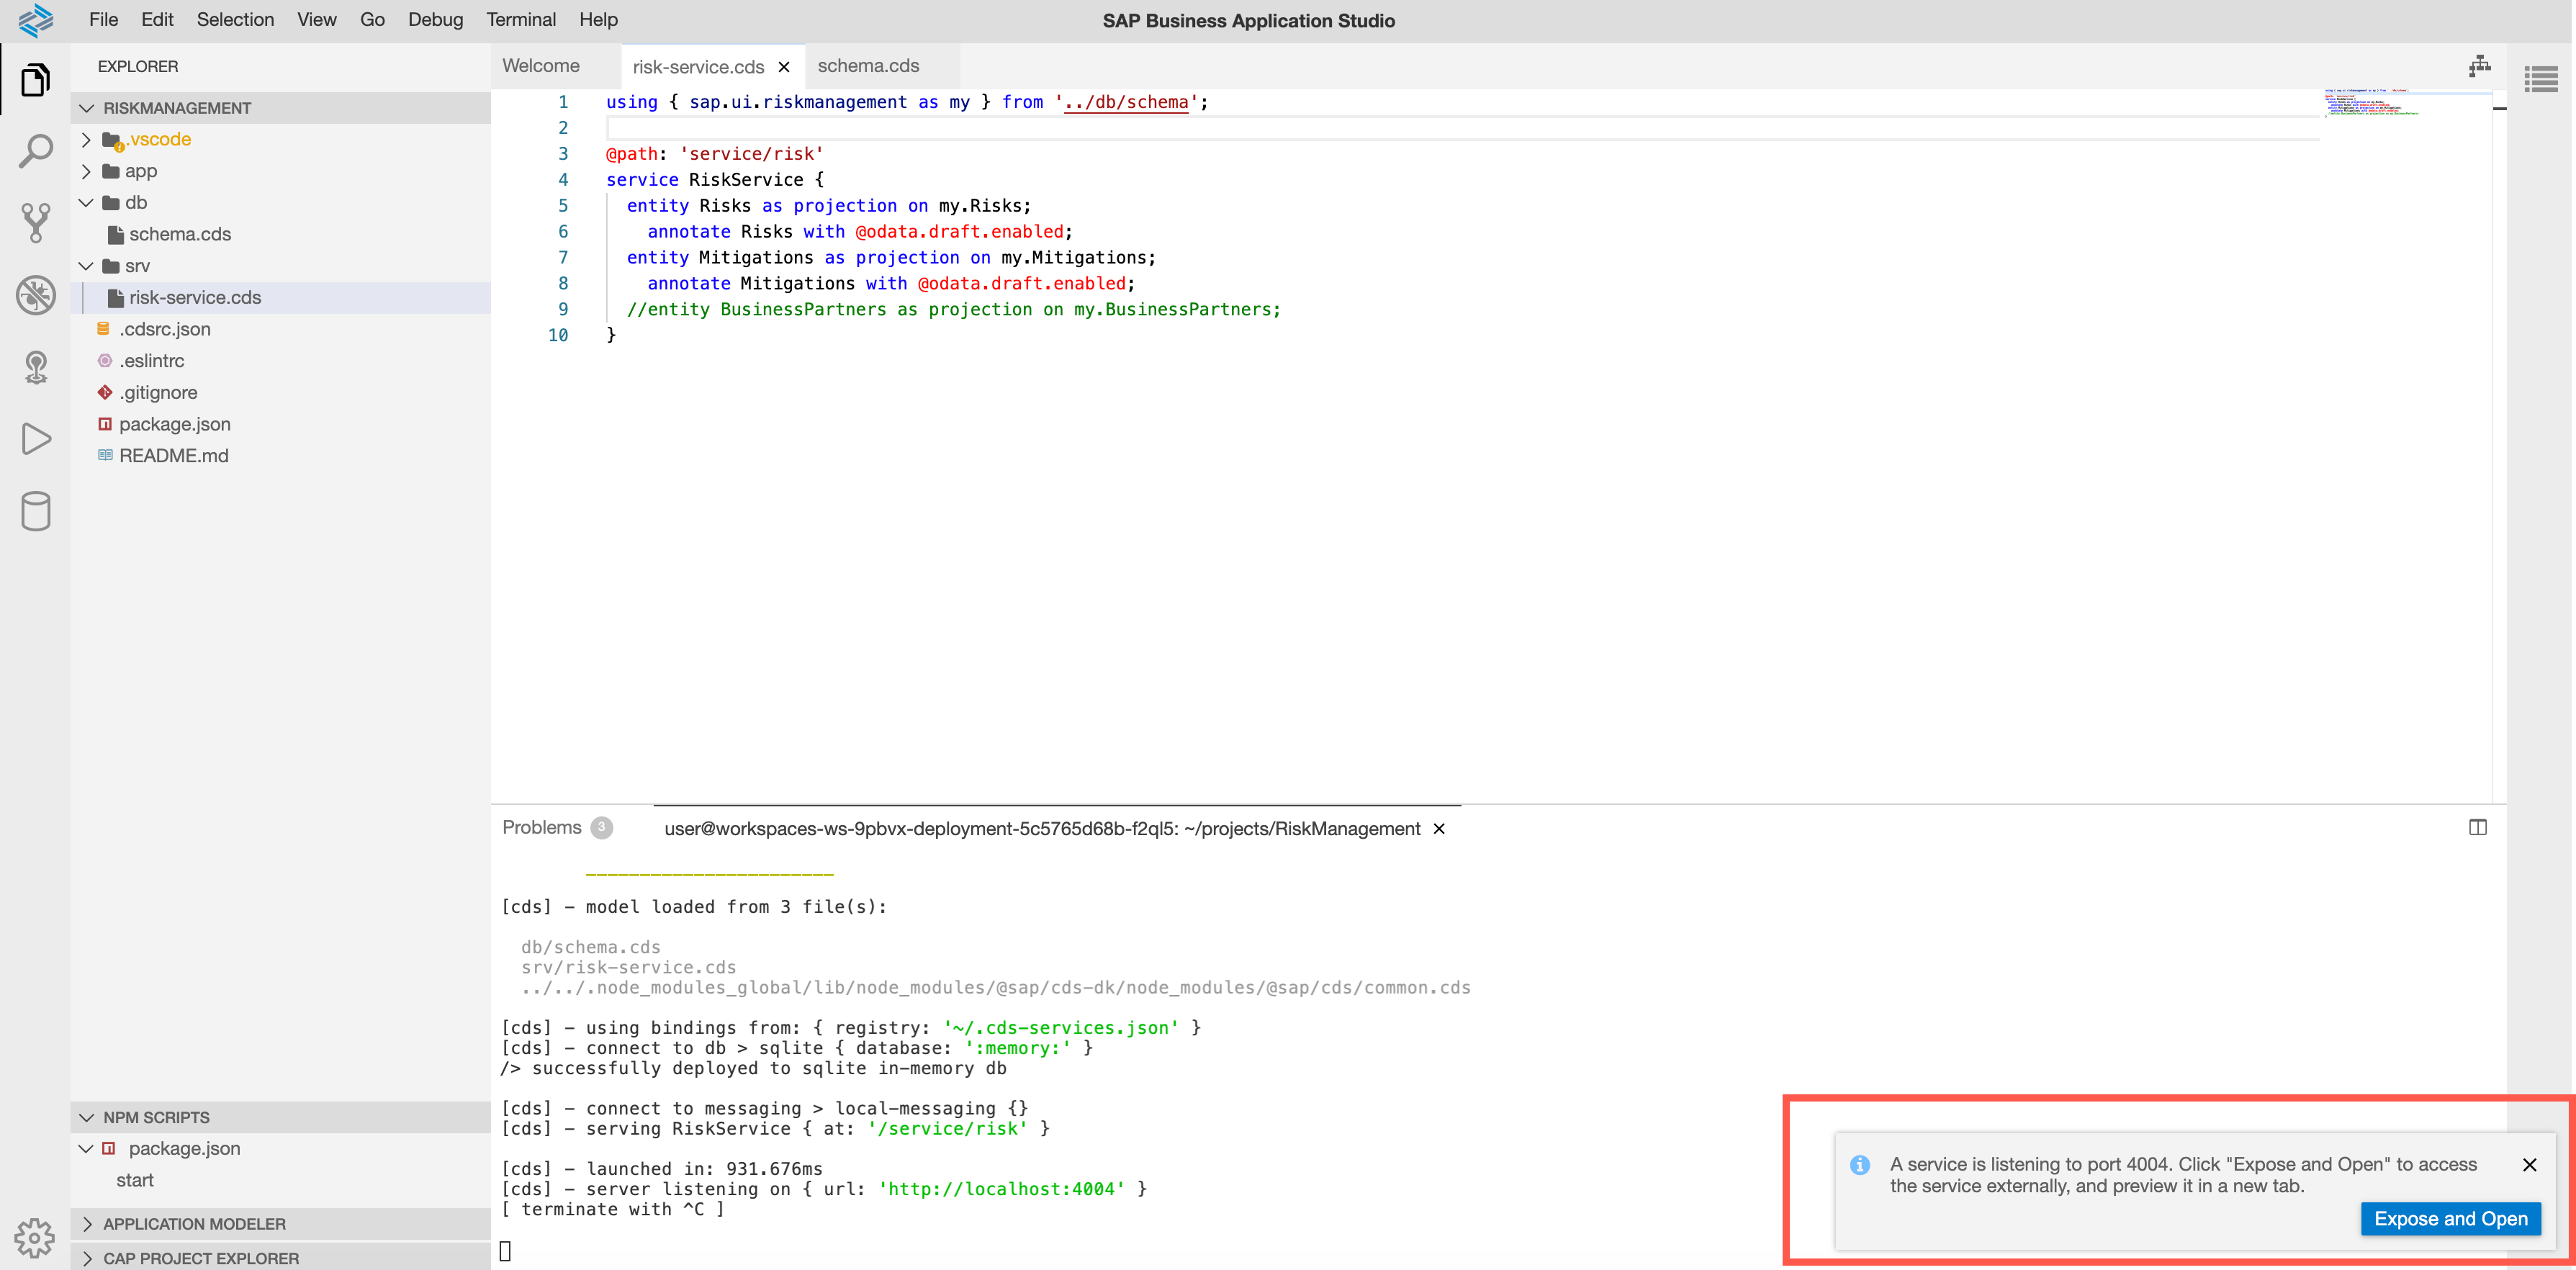 File Edit Selection View Go Debug Terminal Help
SAP Business Application Studio
EXPLORER
RISKMANAGEMENT
.vscode
app
db
schema.cds
srv
risk-service.cds
.cdsrc.json
.eslintrc
.gitignore
package.json
README.md
NPM SCRIPTS
package.json
start
APPLICATION MODELER
CAP PROJECT EXPLORER
Welcome risk-service.cds schema.cds
1 using { sap.ui.riskmanagement as my } from '../db/schema';
2
3 @path: 'service/risk'
4 service RiskService {
5 entity Risks as projection on my.Risks;
6 annotate Risks with @odata.draft.enabled;
7 entity Mitigations as projection on my.Mitigations;
8 annotate Mitigations with @odata.draft.enabled;
9 //entity BusinessPartners as projection on my.BusinessPartners;
10 }
Problems 3 user@workspaces-ws-9pbvx-deployment-5c5765d68b-f2ql5: ~/projects/RiskManagement
[cds] - model loaded from 3 file(s):
db/schema.cds
srv/risk-service.cds
../../.node_modules_global/lib/node_modules/@sap/cds-dk/node_modules/@sap/cds/common.cds
[cds] - using bindings from: { registry: '~/.cds-services.json' }
[cds] - connect to db > sqlite { database: ':memory:' }
/> successfully deployed to sqlite in-memory db
[cds] - connect to messaging > local-messaging {}
[cds] - serving RiskService { at: '/service/risk' }
[cds] - launched in: 931.676ms
[cds] - server listening on { url: 'http://localhost:4004' }
[ terminate with ^C ]
A service is listening to port 4004. Click "Expose and Open" to access
the service externally, and preview it in a new tab.
Expose and Open